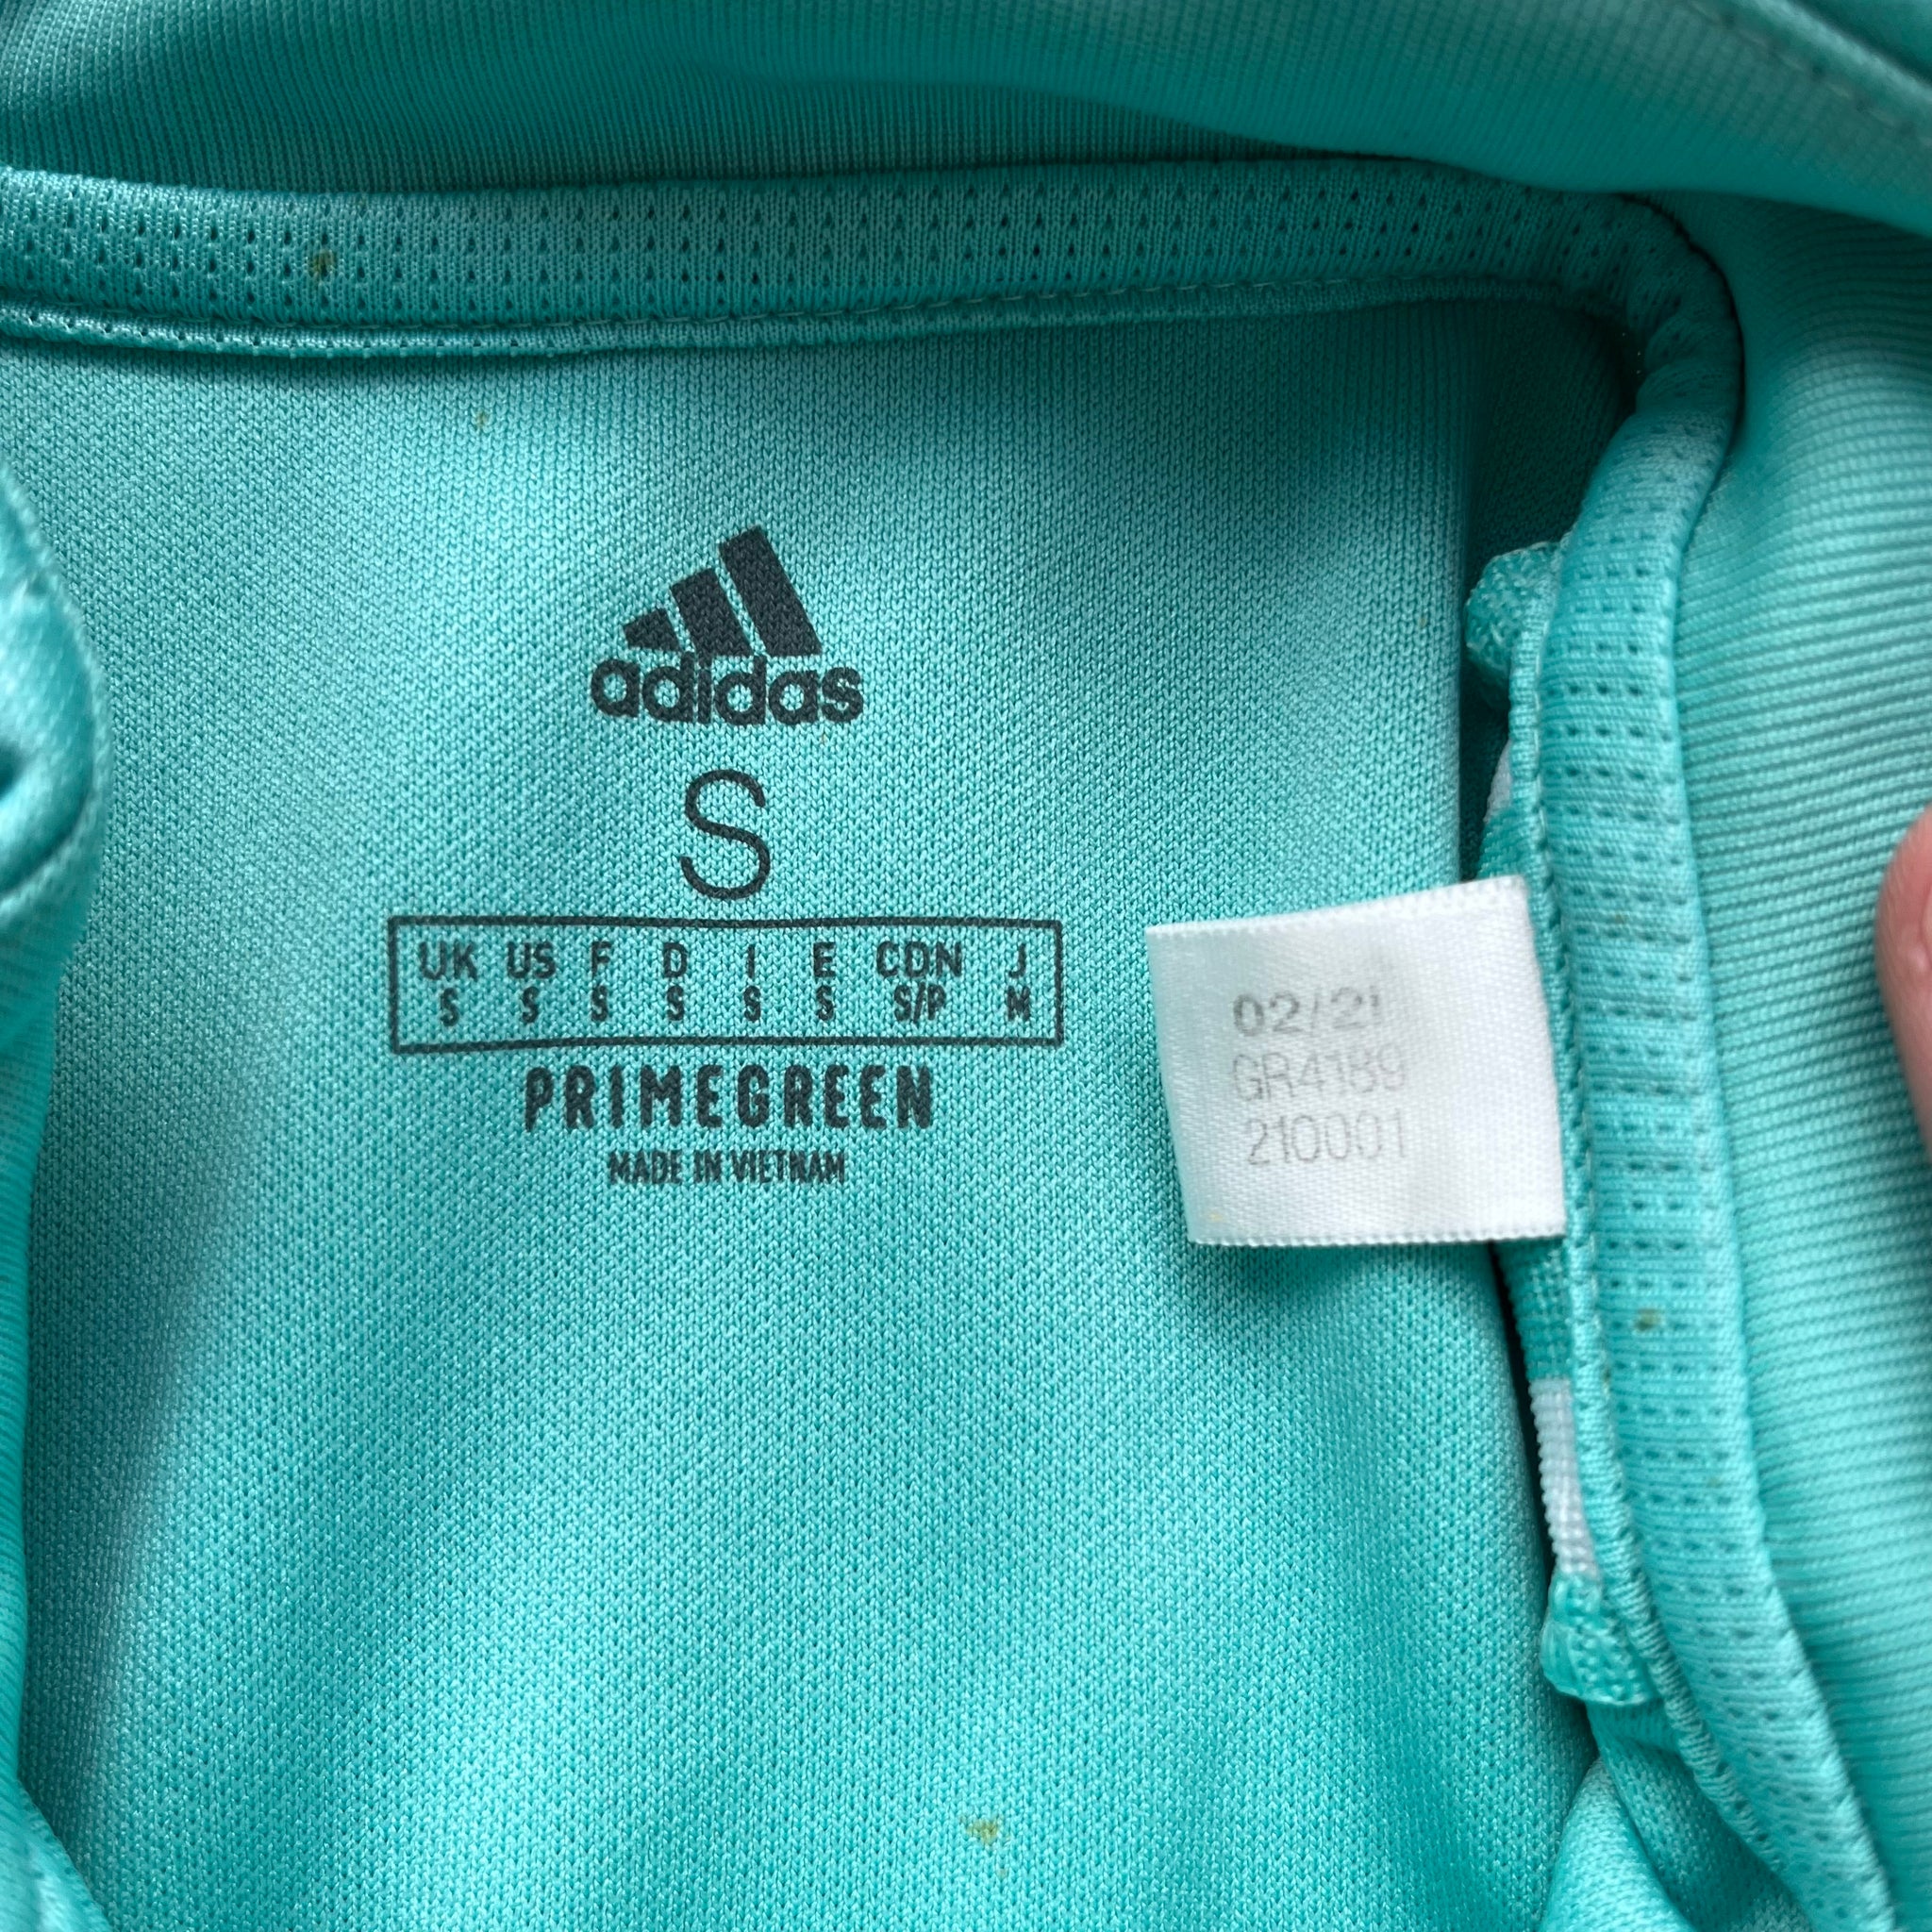 adidas
S
UK US F D I E CDN J
S S S S S S S/P M
PRIMEGREEN
MADE IN VIETNAM
02/21
GR4189
210001